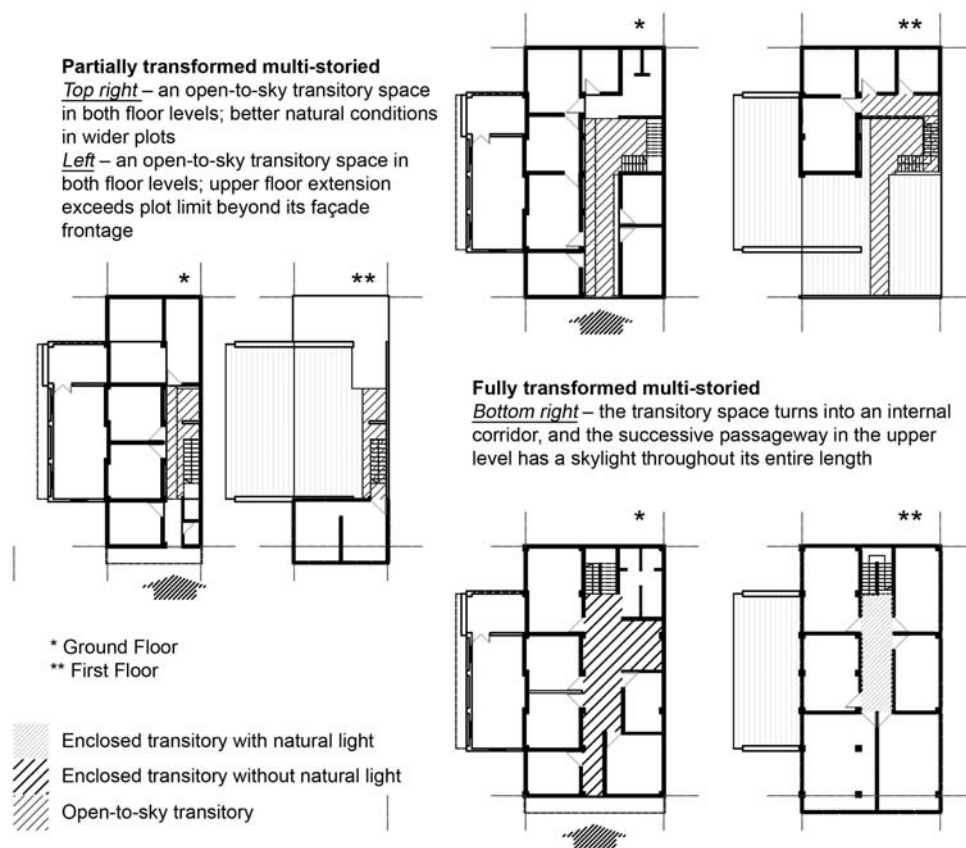 *
**
Partially transformed multi-storied
Top right – an open-to-sky transitory space
in both floor levels; better natural conditions
in wider plots
Left – an open-to-sky transitory space in
both floor levels; upper floor extension
exceeds plot limit beyond its façade
frontage
*
**
Fully transformed multi-storied
Bottom right – the transitory space turns into an internal
corridor, and the successive passageway in the upper
level has a skylight throughout its entire length
*
**
* Ground Floor
** First Floor
Enclosed transitory with natural light
Enclosed transitory without natural light
Open-to-sky transitory